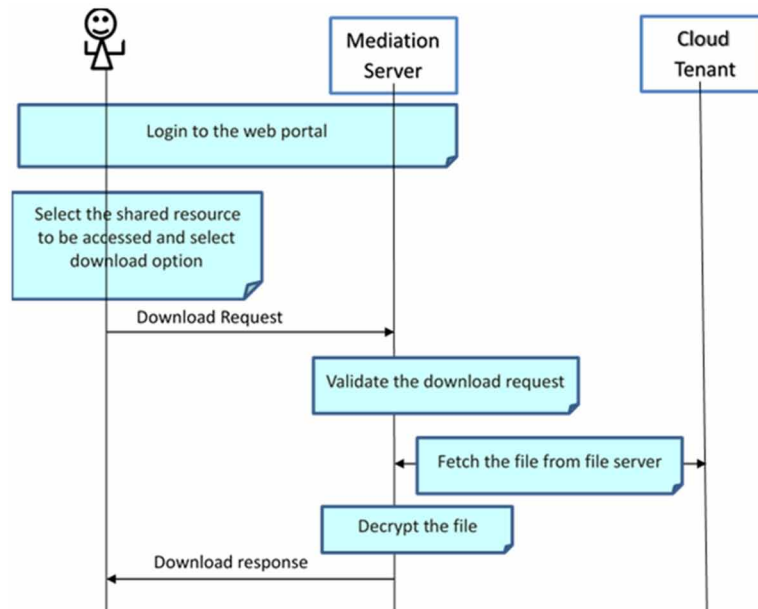 Mediation
Server
Cloud
Tenant
Login to the web portal
Select the shared resource
to be accessed and select
download option
Download Request
Validate the download request
Fetch the file from file server
Decrypt the file
Download response